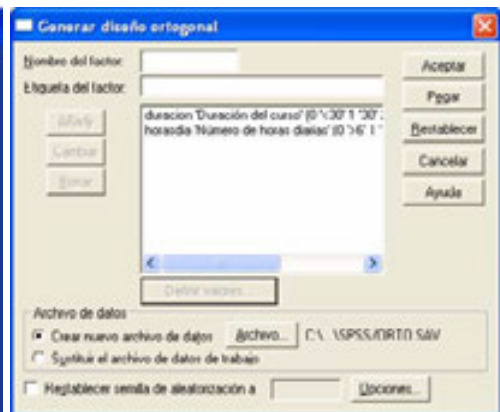 Generar diseño ortogonal
Nombre del factor:
Etiqueta del factor:
Añadir
Cambiar
Borrar
duracion 'Duración del curso' (0 '<30' 1 '30'
horasdia 'Número de horas diarias' (0 '>6' 1 '
Aceptar
Pegar
Restablecer
Cancelar
Ayuda
Definir valores...
Archivo de datos
Crear nuevo archivo de datos
Archivo...
C:\...\SPSS/ORTO.SAV
Sustituir el archivo de datos de trabajo
Restablecer semilla de aleatorización a
Opciones...